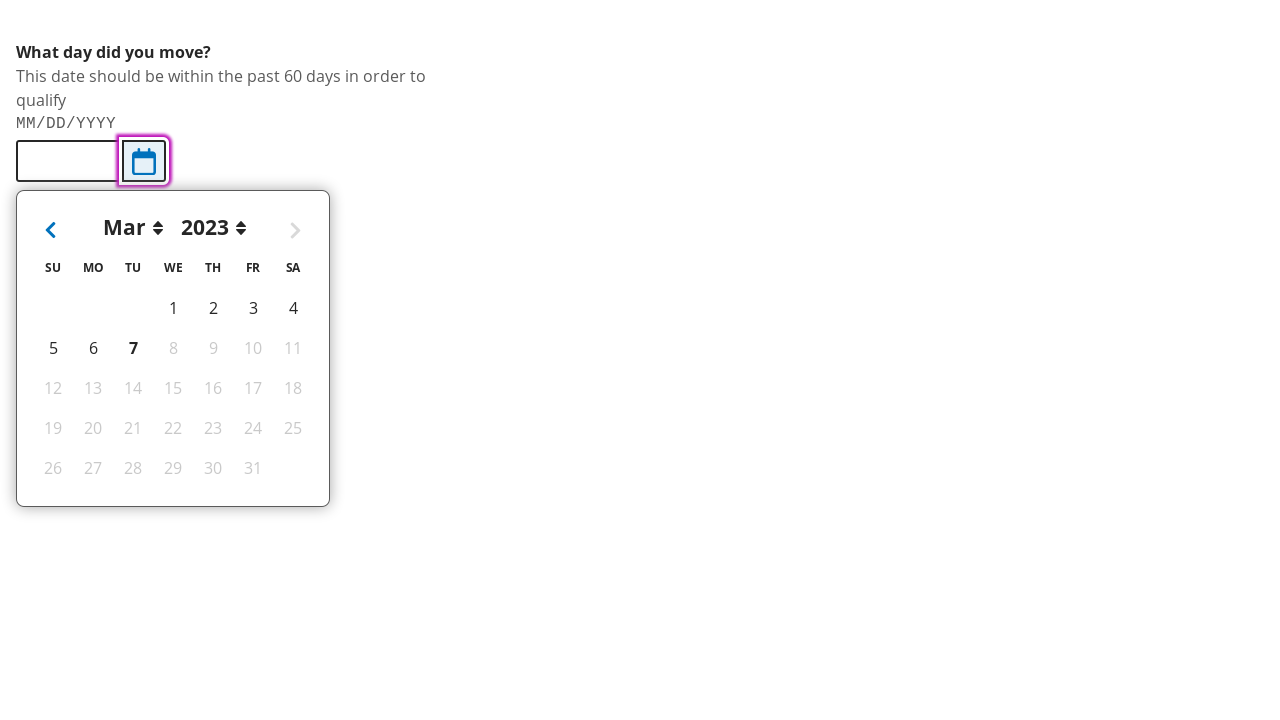 What day did you move?
This date should be within the past 60 days in order to
qualify
MM/DD/YYYY
Mar 2023
SU MO TU WE TH FR SA
1 2 3 4
5 6 7 8 9 10 11
12 13 14 15 16 17 18
19 20 21 22 23 24 25
26 27 28 29 30 31